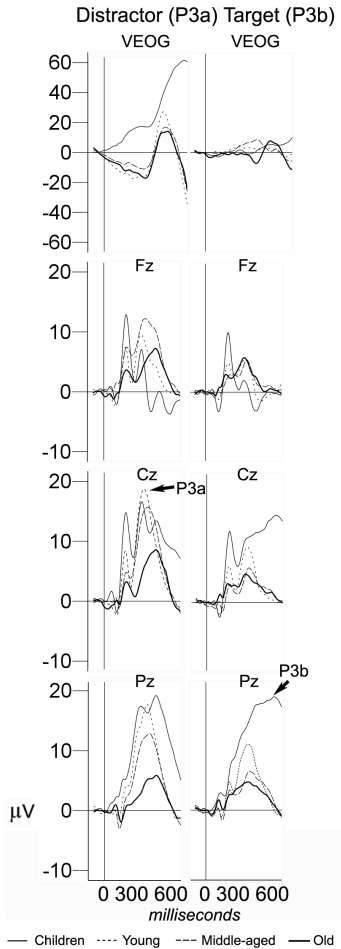 Distractor (P3a) Target (P3b)
VEOG VEOG
60
40
20
0
-20
-40
-60
Fz Fz
20
10
0
-10
Cz Cz
20
P3a
10
0
-10
Pz Pz
P3b
20
10
0
μV
-10
0 300 600 0 300 600
milliseconds
Children Young Middle-aged Old